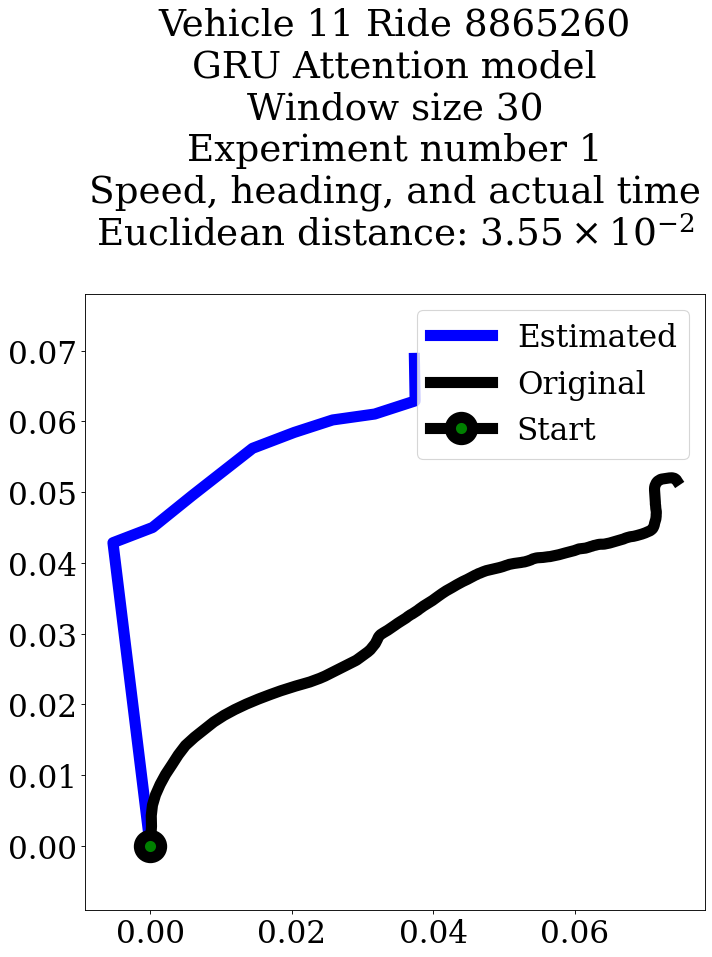 Vehicle 11 Ride 8865260
GRU Attention model
Window size 30
Experiment number 1
Speed, heading, and actual time
Euclidean distance: 3.55 × 10⁻²
Estimated
Original
Start
0.07
0.06
0.05
0.04
0.03
0.02
0.01
0.00
0.00 0.02 0.04 0.06